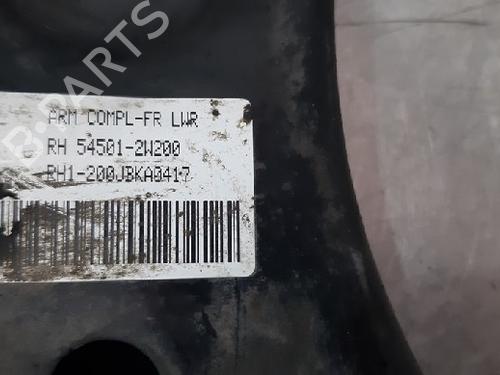 ARM COMPL-FR LWR
RH 54501-2W200
RH1-200JBKA0417
B-PARTS